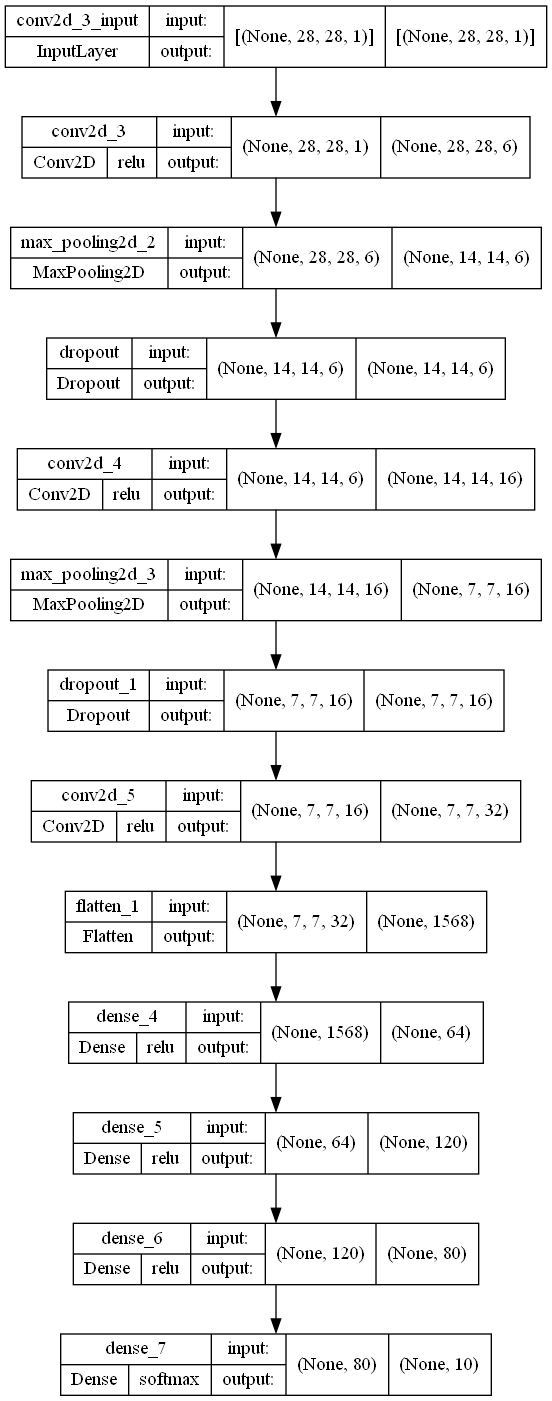 conv2d_3_input input: [(None, 28, 28, 1)] [(None, 28, 28, 1)]
InputLayer output:
conv2d_3 input: (None, 28, 28, 1) (None, 28, 28, 6)
Conv2D relu output:
max_pooling2d_2 input: (None, 28, 28, 6) (None, 14, 14, 6)
MaxPooling2D output:
dropout input: (None, 14, 14, 6) (None, 14, 14, 6)
Dropout output:
conv2d_4 input: (None, 14, 14, 6) (None, 14, 14, 16)
Conv2D relu output:
max_pooling2d_3 input: (None, 14, 14, 16) (None, 7, 7, 16)
MaxPooling2D output:
dropout_1 input: (None, 7, 7, 16) (None, 7, 7, 16)
Dropout output:
conv2d_5 input: (None, 7, 7, 16) (None, 7, 7, 32)
Conv2D relu output:
flatten_1 input: (None, 7, 7, 32) (None, 1568)
Flatten output:
dense_4 input: (None, 1568) (None, 64)
Dense relu output:
dense_5 input: (None, 64) (None, 120)
Dense relu output:
dense_6 input: (None, 120) (None, 80)
Dense relu output:
dense_7 input: (None, 80) (None, 10)
Dense softmax output: